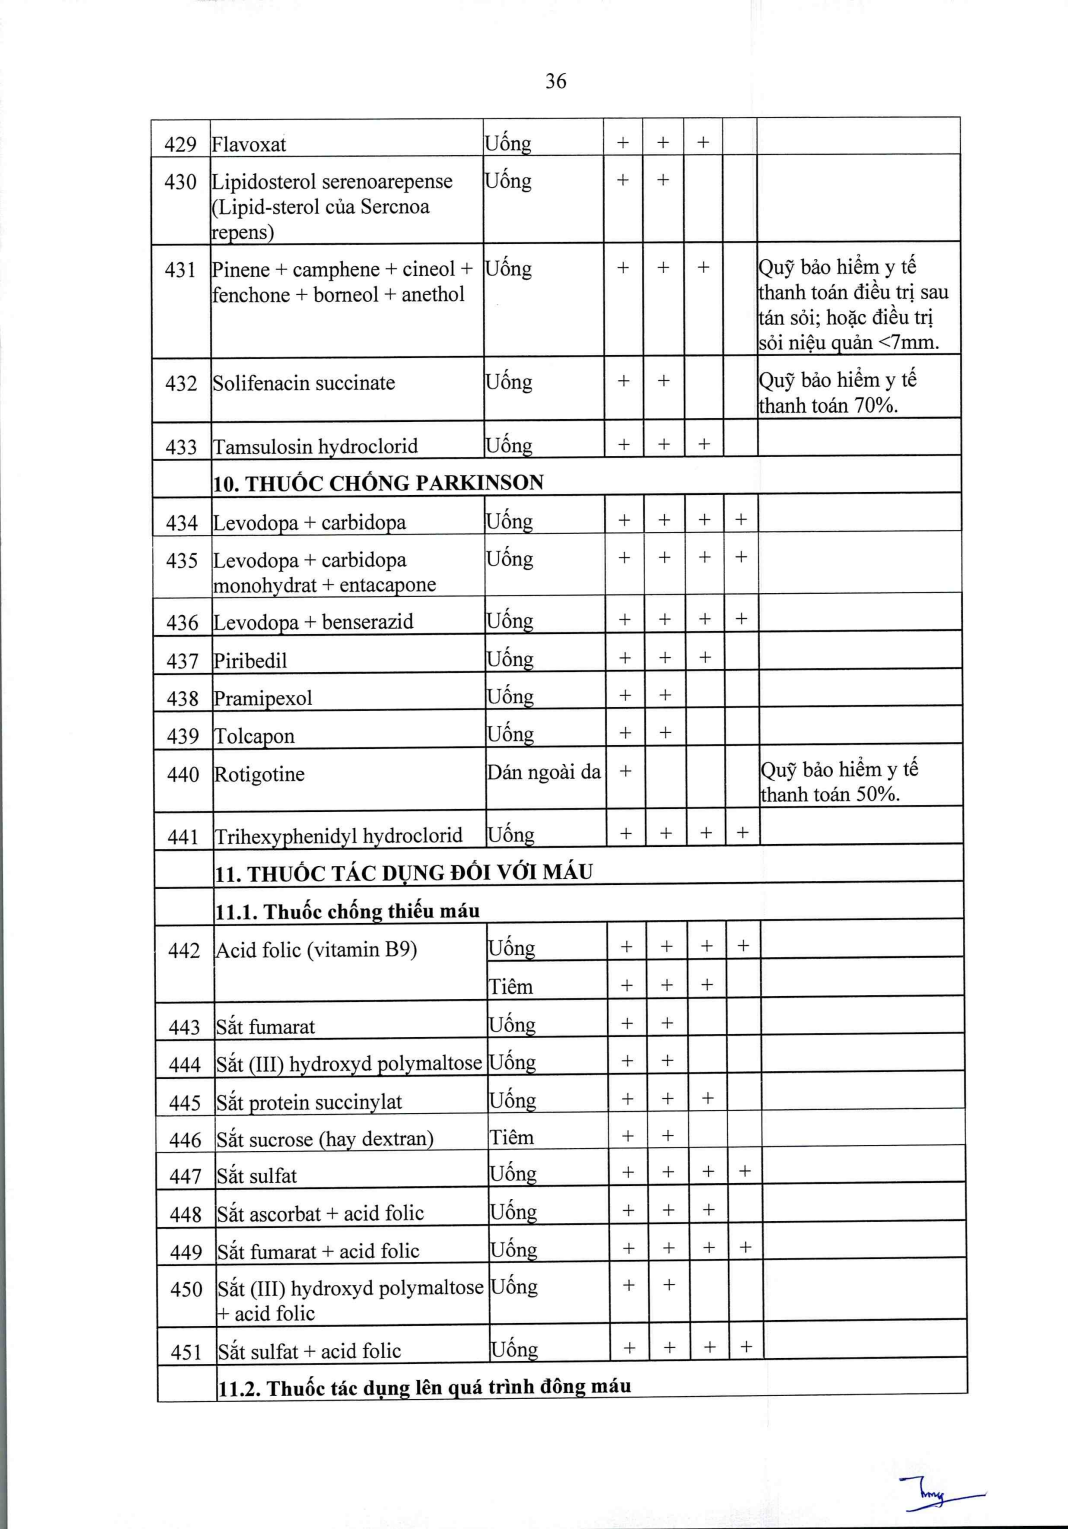 36
429 Flavoxat Uống + + +
430 Lipidosterol serenoarepense Uống + +
(Lipid-sterol của Sercnoa
repens)
431 Pinene + camphene + cineol + Uống + + + Quỹ bảo hiểm y tế
fenchone + borneol + anethol thanh toán điều trị sau
tán sỏi; hoặc điều trị
sỏi niệu quản <7mm.
432 Solifenacin succinate Uống + + Quỹ bảo hiểm y tế
thanh toán 70%.
433 Tamsulosin hydroclorid Uống + + +
10. THUỐC CHỐNG PARKINSON
434 Levodopa + carbidopa Uống + + + +
435 Levodopa + carbidopa Uống + + + +
monohydrat + entacapone
436 Levodopa + benserazid Uống + + + +
437 Piribedil Uống + + +
438 Pramipexol Uống + +
439 Tolcapon Uống + +
440 Rotigotine Dán ngoài da + Quỹ bảo hiểm y tế
thanh toán 50%.
441 Trihexyphenidyl hydroclorid Uống + + + +
11. THUỐC TÁC DỤNG ĐỐI VỚI MÁU
11.1. Thuốc chống thiếu máu
442 Acid folic (vitamin B9) Uống + + + +
Tiêm + + +
443 Sắt fumarat Uống + +
444 Sắt (III) hydroxyd polymaltose Uống + +
445 Sắt protein succinylat Uống + + +
446 Sắt sucrose (hay dextran) Tiêm + +
447 Sắt sulfat Uống + + + +
448 Sắt ascorbat + acid folic Uống + + +
449 Sắt fumarat + acid folic Uống + + + +
450 Sắt (III) hydroxyd polymaltose Uống + +
+ acid folic
451 Sắt sulfat + acid folic Uống + + + +
11.2. Thuốc tác dụng lên quá trình đông máu